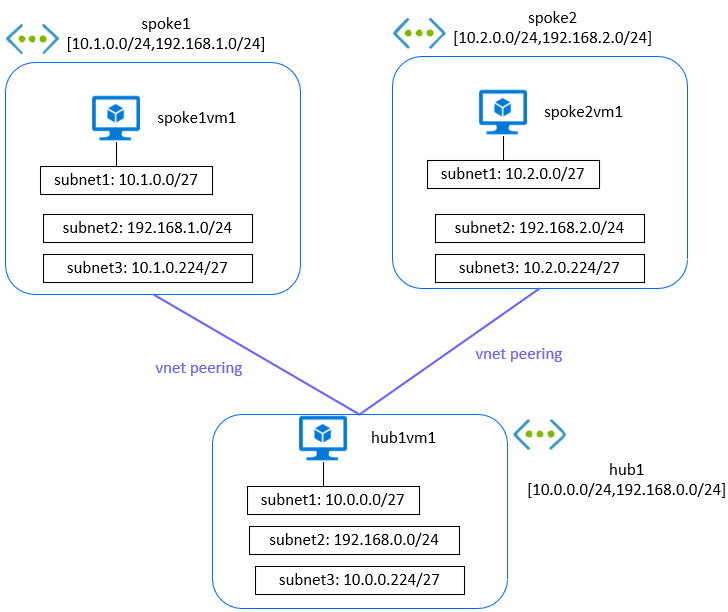 spoke1
[10.1.0.0/24,192.168.1.0/24]
spoke2
[10.2.0.0/24,192.168.2.0/24]
spoke1vm1
subnet1: 10.1.0.0/27
subnet2: 192.168.1.0/24
subnet3: 10.1.0.224/27
spoke2vm1
subnet1: 10.2.0.0/27
subnet2: 192.168.2.0/24
subnet3: 10.2.0.224/27
vnet peering
vnet peering
hub1vm1
subnet1: 10.0.0.0/27
subnet2: 192.168.0.0/24
subnet3: 10.0.0.224/27
hub1
[10.0.0.0/24,192.168.0.0/24]